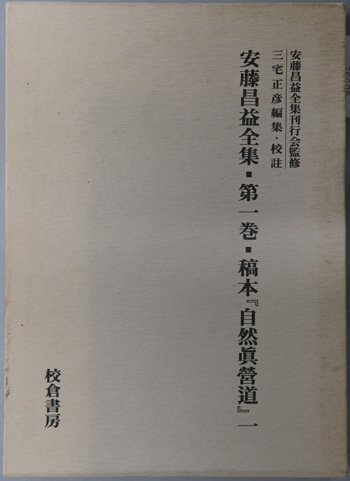 安藤昌益全集刊行会監修
三宅正彦編集・校註
安藤昌益全集▪第一巻▪稿本『自然眞營道』一
校倉書房